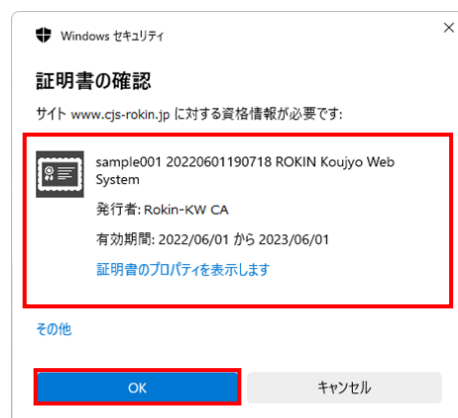 Windows セキュリティ
証明書の確認
サイト www.cjs-rokin.jp に対する資格情報が必要です:
sample001 20220601190718 ROKIN Koujyo Web
System
発行者: Rokin-KW CA
有効期間: 2022/06/01 から 2023/06/01
証明書のプロパティを表示します
その他
OK
キャンセル